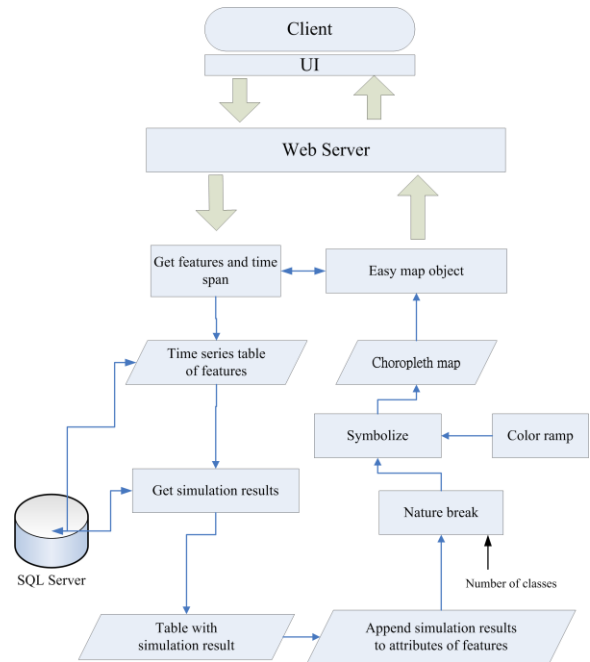 Client
UI
Web Server
Get features and time
span
Easy map object
Time series table
of features
Choropleth map
Symbolize
Color ramp
Get simulation results
Nature break
SQL Server
Number of classes
Table with
simulation result
Append simulation results
to attributes of features